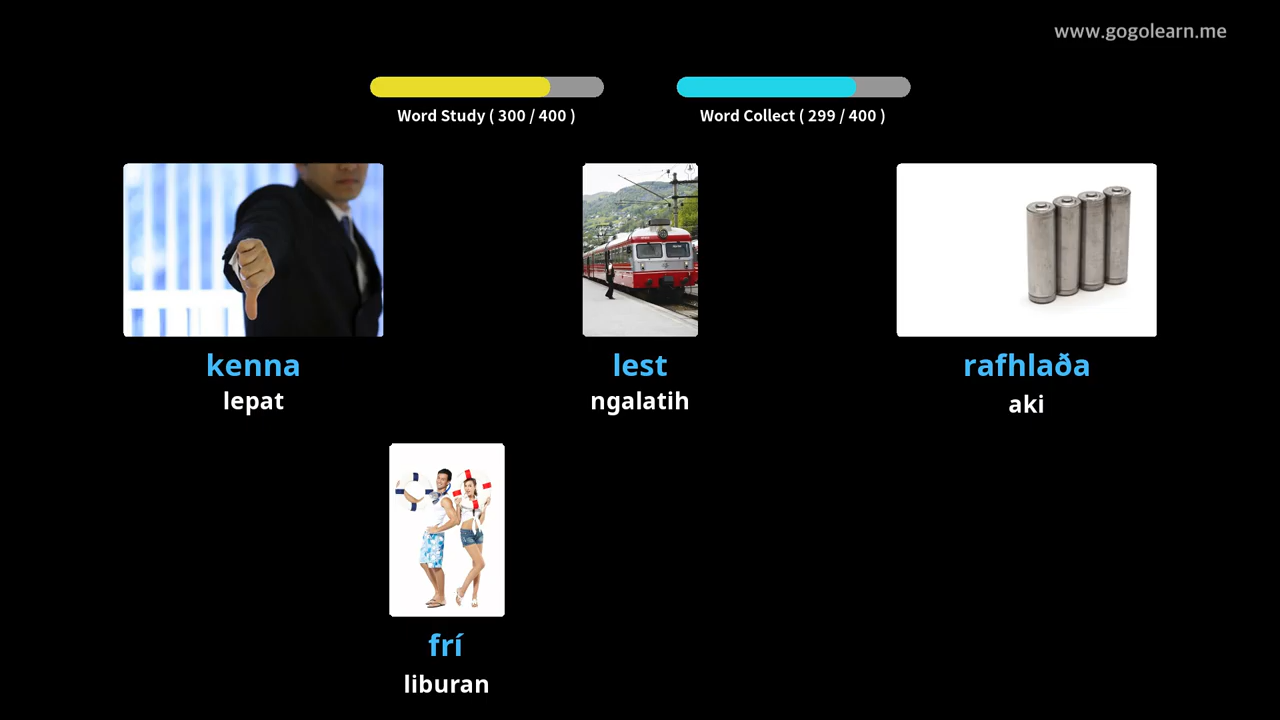 www.gogolearn.me
Word Study ( 300 / 400 )
Word Collect ( 299 / 400 )
kenna
lepat
lest
ngalatih
rafhlaða
aki
frí
liburan